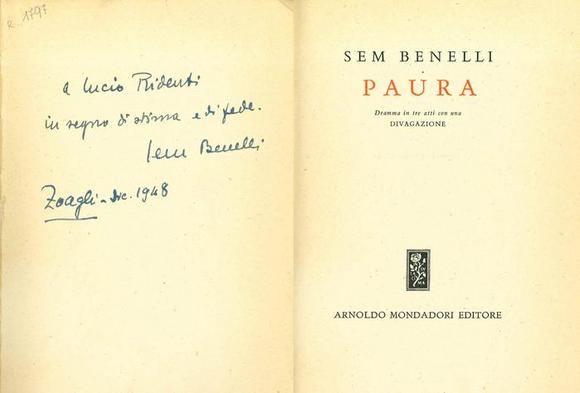 R. 1797
a Lucio Ridenti
in segno di stima e di fede.
Sem Benelli
Zoagli - Dic. 1948
SEM BENELLI
PAURA
Dramma in tre atti con una
DIVAGAZIONE
ARNOLDO MONDADORI EDITORE